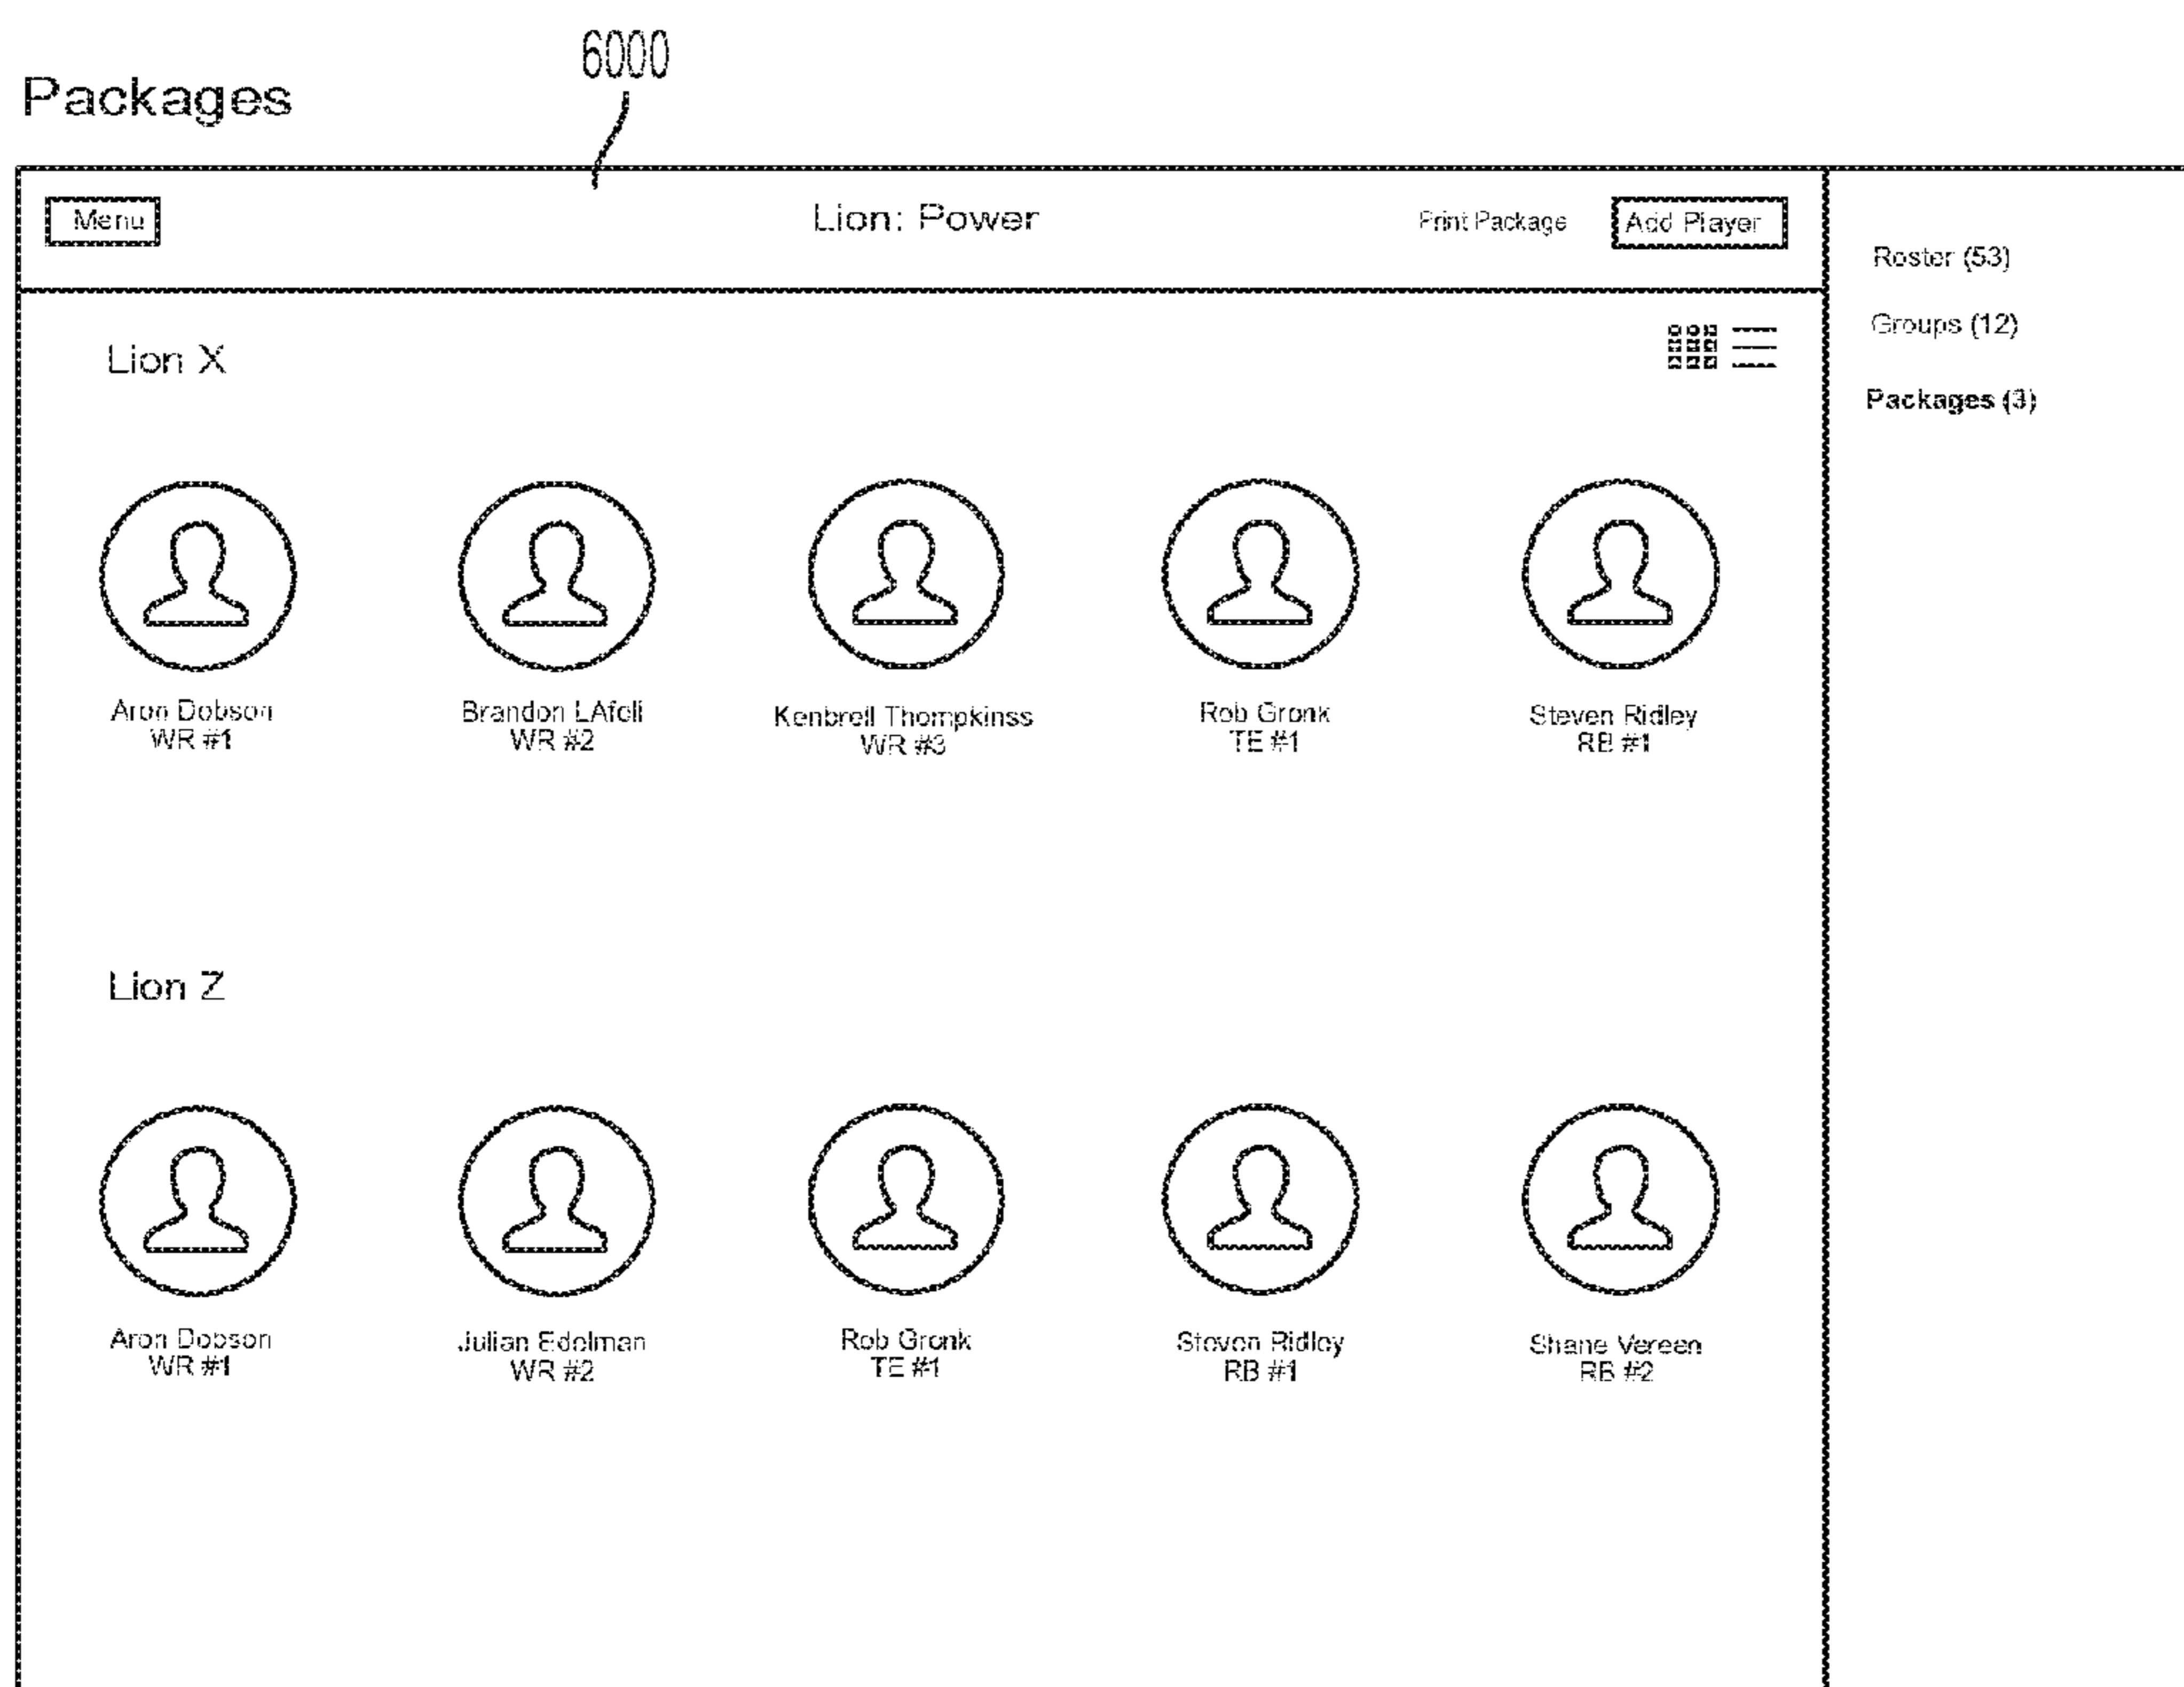 6000
Packages
Menu
Lion: Power
Print Package
Add Player
Roster (53)
Groups (12)
Packages (3)
Lion X
Aron Dobson
WR #1
Brandon LAfell
WR #2
Kenbrell Thompkinss
WR #3
Rob Gronk
TE #1
Steven Ridley
RB #1
Lion Z
Aron Dobson
WR #1
Julian Edelman
WR #2
Rob Gronk
TE #1
Steven Ridley
RB #1
Shane Vereen
RB #2